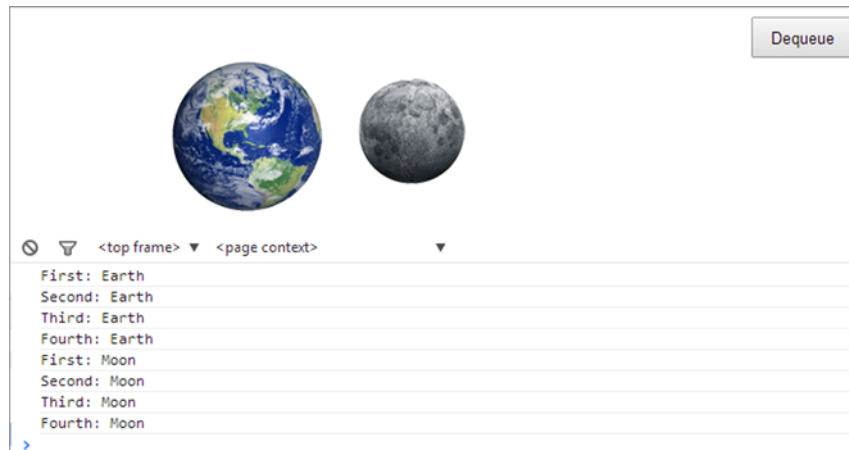 Dequeue
<top frame> ▼ <page context> ▼
First: Earth
Second: Earth
Third: Earth
Fourth: Earth
First: Moon
Second: Moon
Third: Moon
Fourth: Moon
>